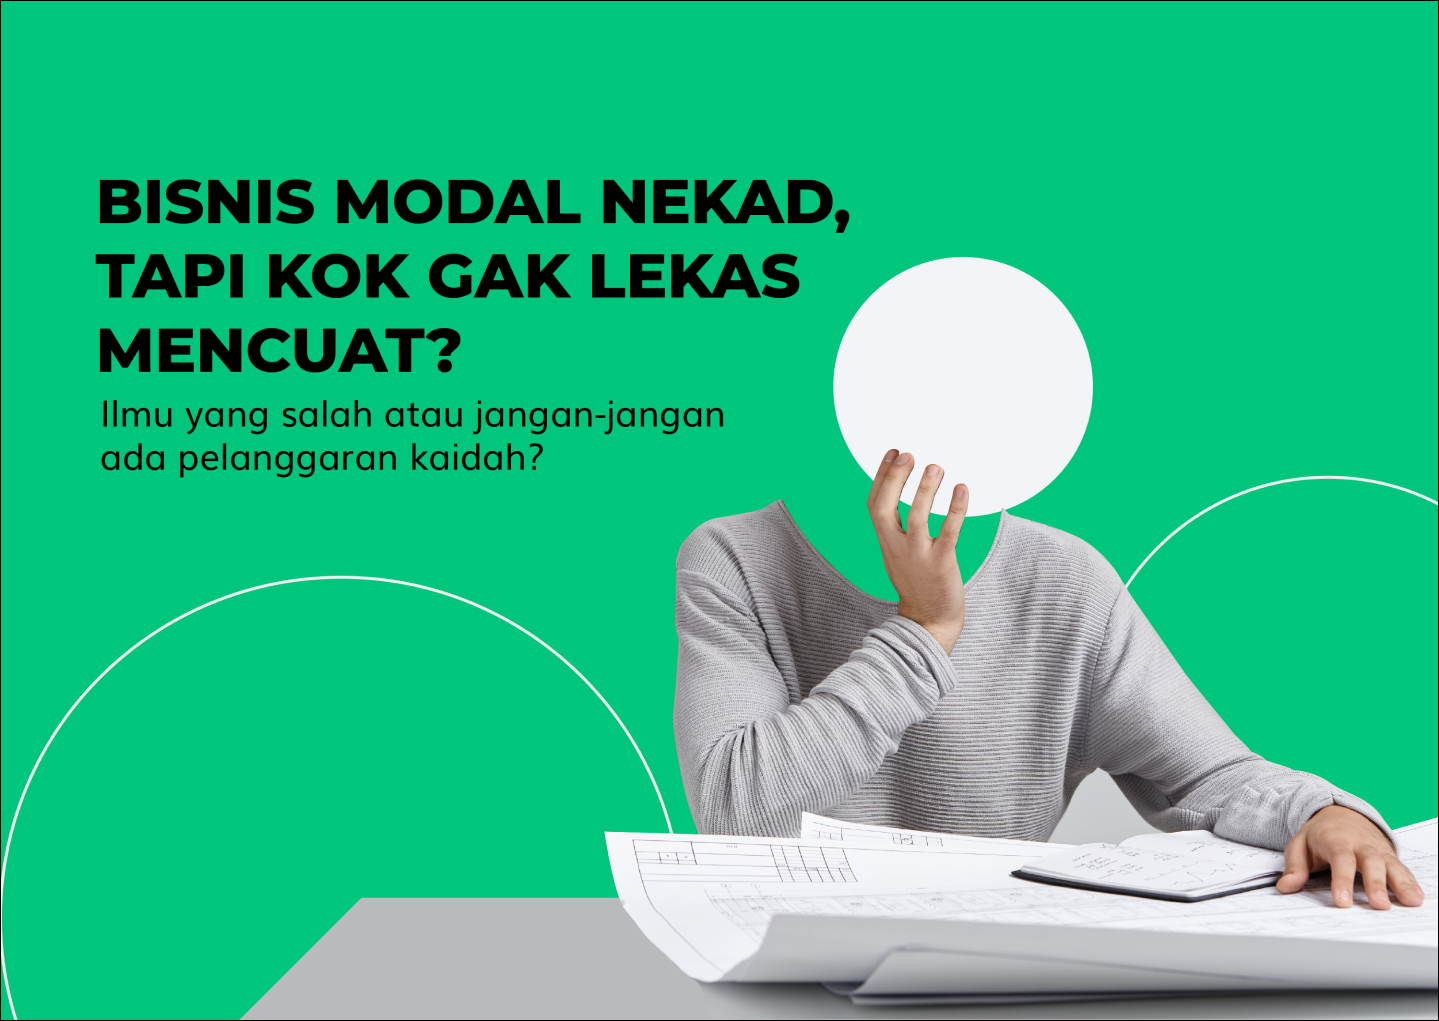 BISNIS MODAL NEKAD,
TAPI KOK GAK LEKAS
MENCUAT?
Ilmu yang salah atau jangan-jangan
ada pelanggaran kaidah?